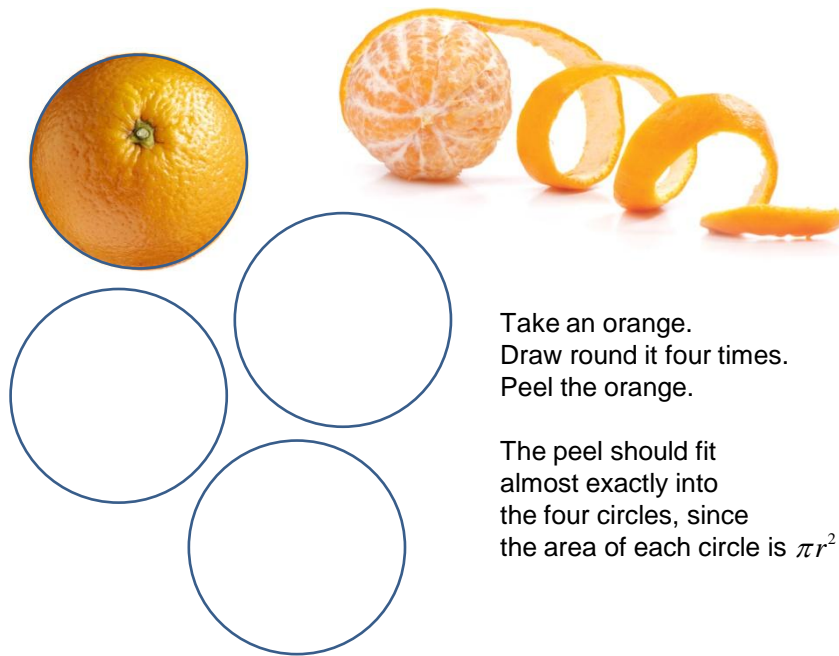 Take an orange.
Draw round it four times.
Peel the orange.
The peel should fit
almost exactly into
the four circles, since
the area of each circle is πr²